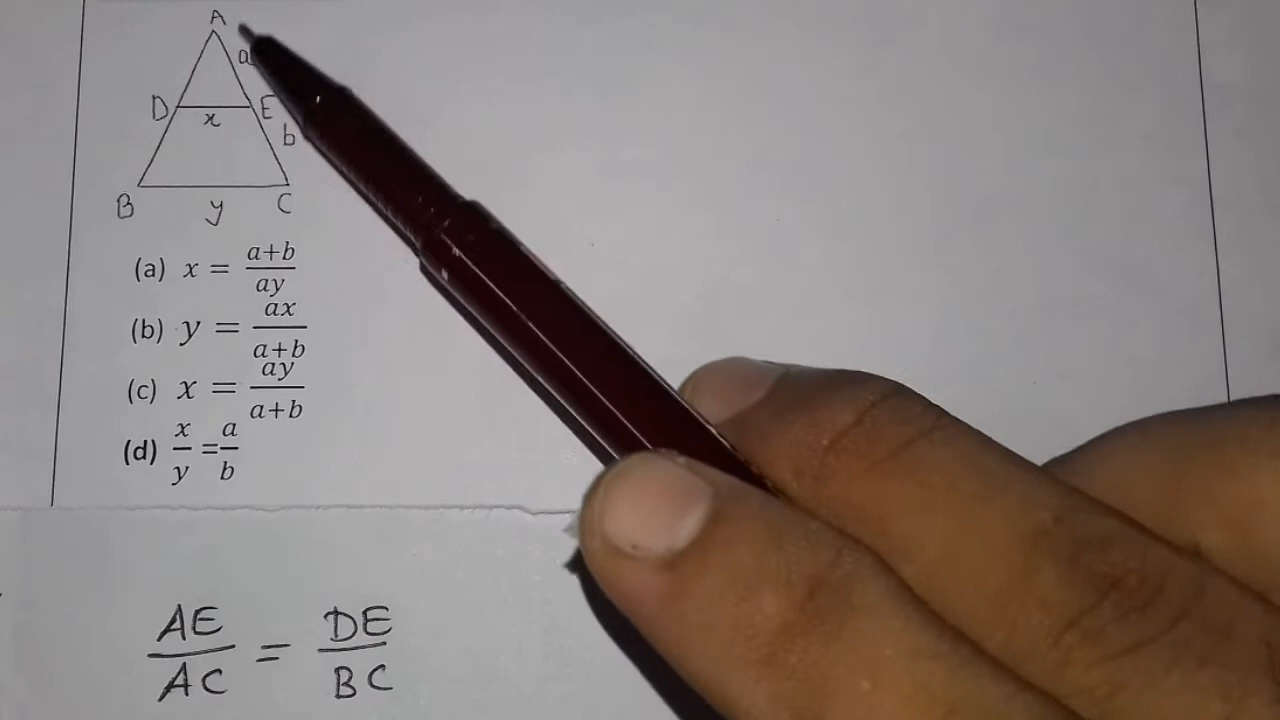 A
a
D E
x
b
B y C
(a) x = a+b/ay
(b) y = ax/a+b
(c) x = ay/a+b
(d) x/y = a/b
AE/AC = DE/BC